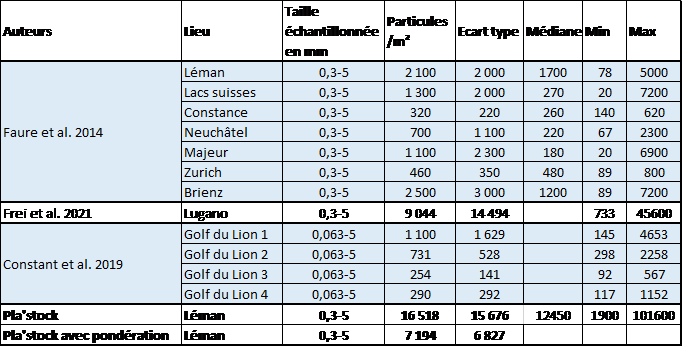 Auteurs Lieu Taille échantillonnée en mm Particules /m² Ecart type Médiane Min Max
Faure et al. 2014
Léman 0,3-5 2 100 2 000 1700 78 5000
Lacs suisses 0,3-5 1 300 2 000 270 20 7200
Constance 0,3-5 320 220 260 140 620
Neuchâtel 0,3-5 700 1 100 220 67 2300
Majeur 0,3-5 1 100 2 300 180 20 6900
Zurich 0,3-5 460 350 480 89 800
Brienz 0,3-5 2 500 3 000 1200 89 7200
Frei et al. 2021 Lugano 0,3-5 9 044 14 494 733 45600
Constant et al. 2019
Golf du Lion 1 0,063-5 1 100 1 629 145 4653
Golf du Lion 2 0,063-5 731 528 298 2258
Golf du Lion 3 0,063-5 254 141 92 567
Golf du Lion 4 0,063-5 290 292 117 1152
Pla'stock Léman 0,3-5 16 518 15 676 12450 1900 101600
Pla'stock avec pondération Léman 0,3-5 7 194 6 827